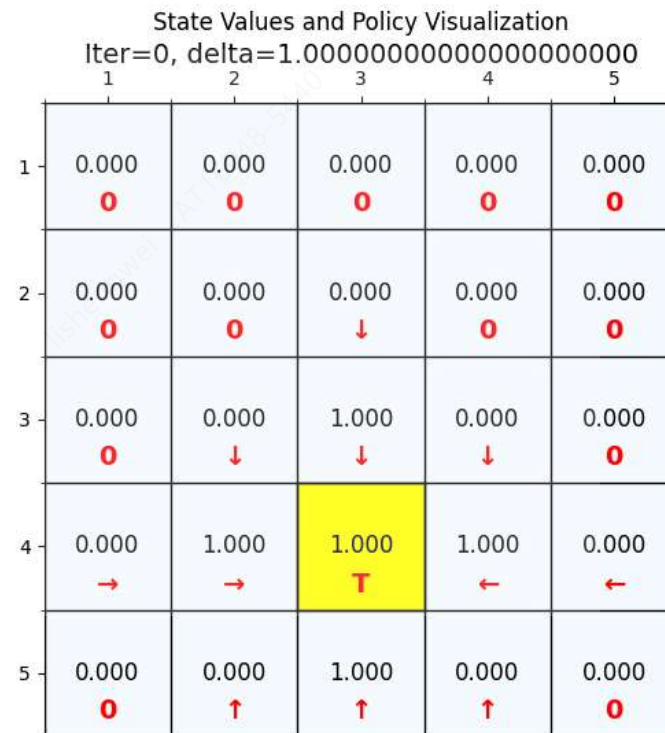 State Values and Policy Visualization
Iter=0, delta=1.00000000000000000000
1 2 3 4 5
1 0.000 0.000 0.000 0.000 0.000
0 0 0 0 0
2 0.000 0.000 0.000 0.000 0.000
0 0 ↓ 0 0
3 0.000 0.000 1.000 0.000 0.000
0 ↓ ↓ ↓ 0
4 0.000 1.000 1.000 1.000 0.000
→ → T ← ←
5 0.000 0.000 1.000 0.000 0.000
0 ↑ ↑ ↑ 0